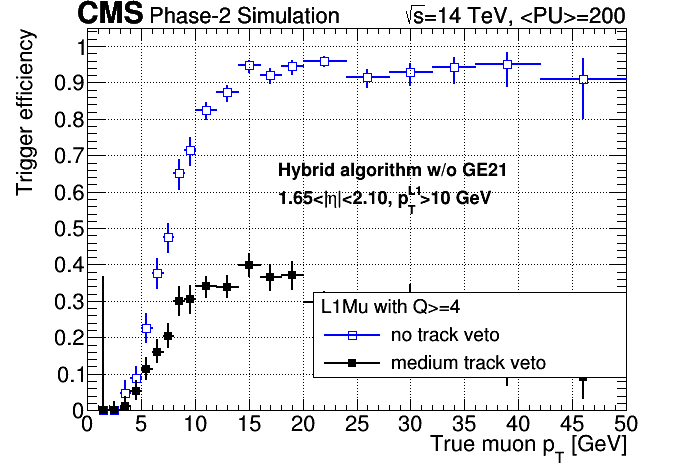 CMS Phase-2 Simulation √s=14 TeV, <PU>=200
Trigger efficiency
1
0.9
0.8
0.7
0.6
0.5
0.4
0.3
0.2
0.1
0
Hybrid algorithm w/o GE21
1.65<|η|<2.10, p_T^L1>10 GeV
L1Mu with Q>=4
no track veto
medium track veto
0 5 10 15 20 25 30 35 40 45 50
True muon p_T [GeV]